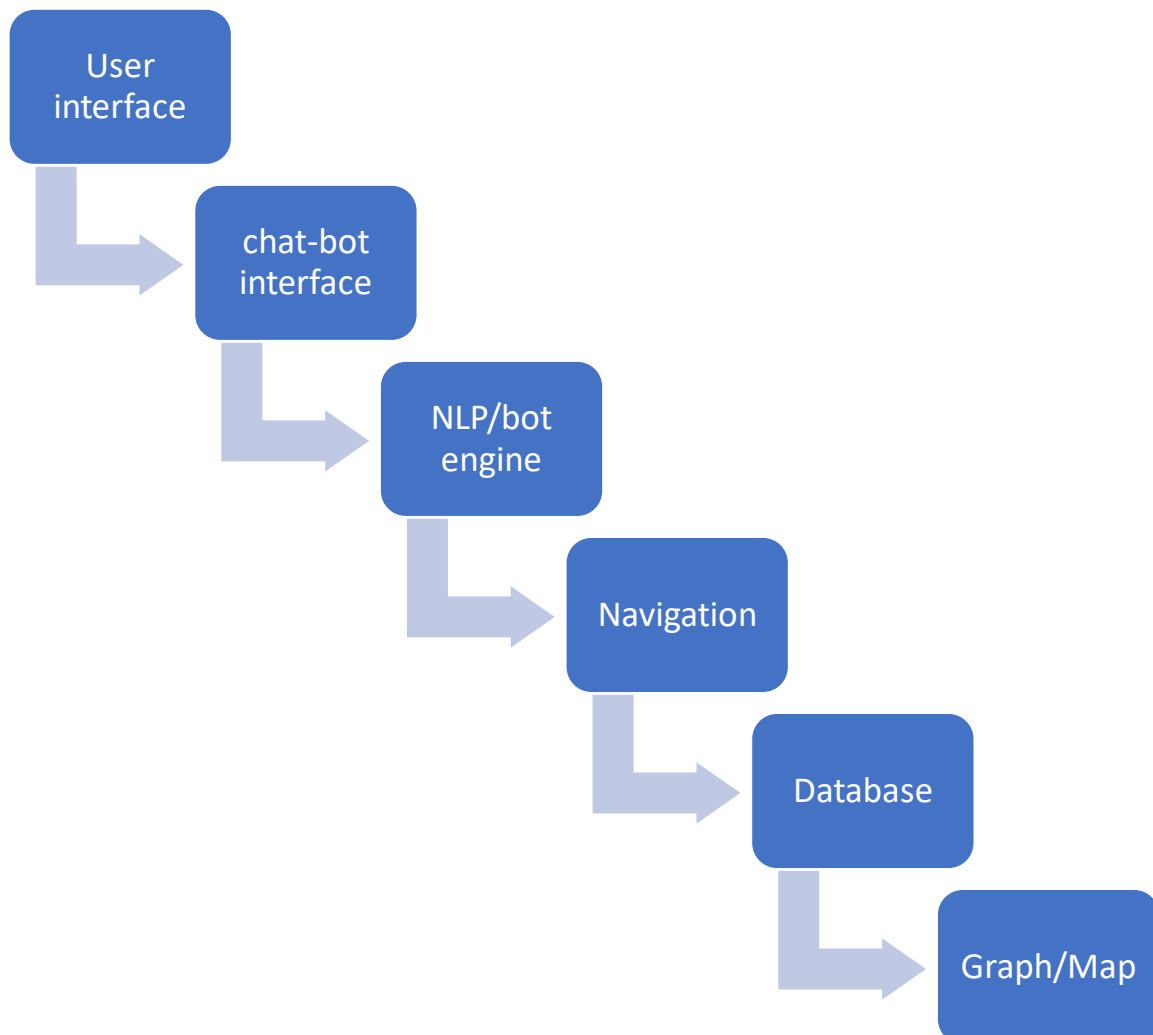 User
interface
chat-bot
interface
NLP/bot
engine
Navigation
Database
Graph/Map